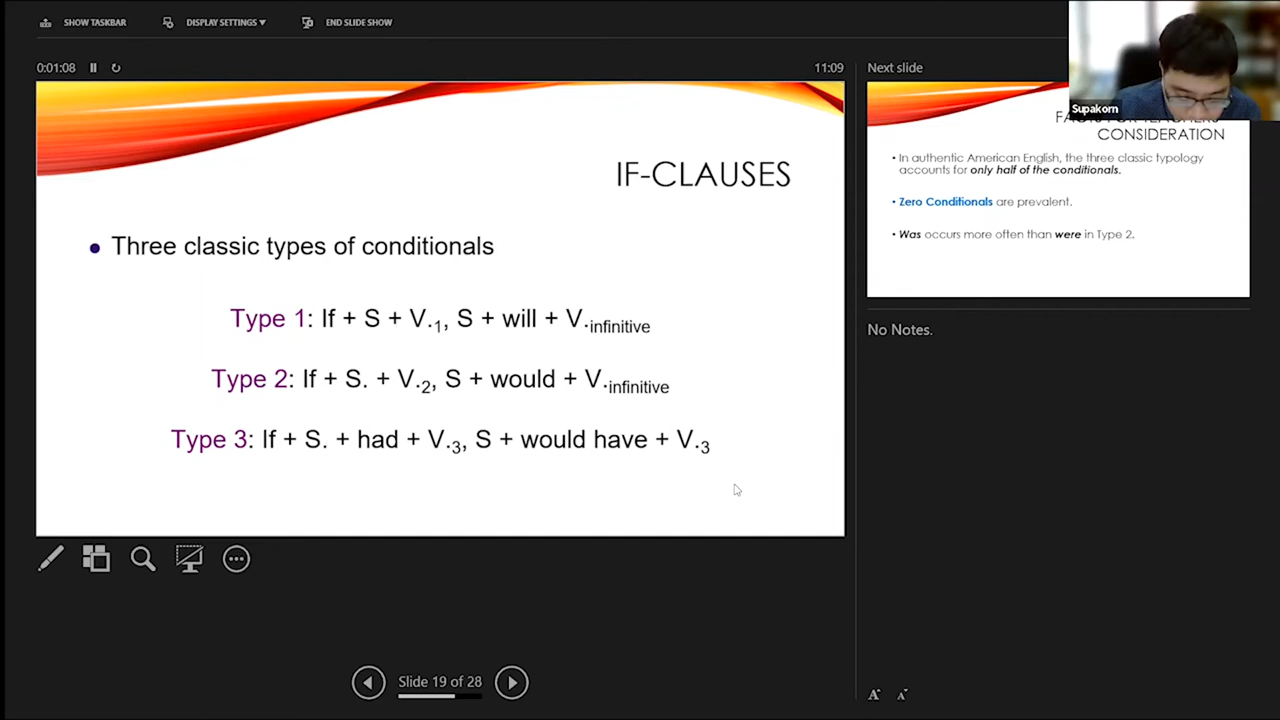 SHOW TASKBAR
DISPLAY SETTINGS ▼
END SLIDE SHOW
0:01:08
11:09
IF-CLAUSES
• Three classic types of conditionals
Type 1: If + S + V.1, S + will + V.infinitive
Type 2: If + S. + V.2, S + would + V.infinitive
Type 3: If + S. + had + V.3, S + would have + V.3
Slide 19 of 28
Next slide
Supakorn
CONSIDERATION
• In authentic American English, the three classic typology
accounts for only half of the conditionals.
• Zero Conditionals are prevalent.
• Was occurs more often than were in Type 2.
No Notes.
A A